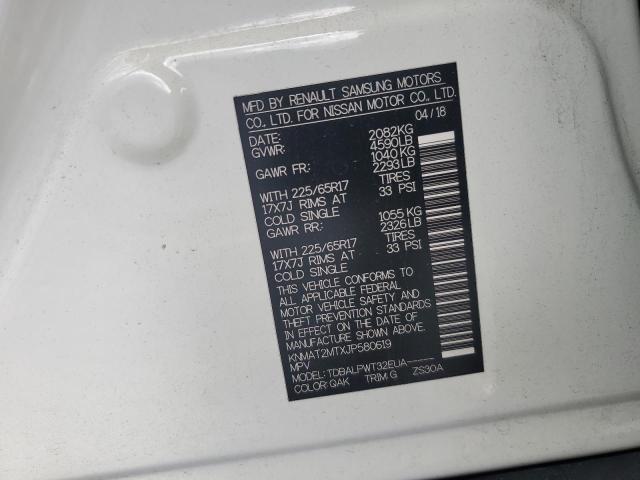 MFD BY RENAULT SAMSUNG MOTORS
CO., LTD. FOR NISSAN MOTOR CO., LTD.
DATE: 04/18
GVWR: 2082KG
4590LB
GAWR FR: 1040KG
2293LB
WITH 225/65R17 TIRES
17X7J RIMS AT 33 PSI
COLD SINGLE
GAWR RR: 1055KG
2326LB
WITH 225/65R17 TIRES
17X7J RIMS AT 33 PSI
COLD SINGLE
THIS VEHICLE CONFORMS TO
ALL APPLICABLE FEDERAL
MOTOR VEHICLE SAFETY AND
THEFT PREVENTION STANDARDS
IN EFFECT ON THE DATE OF
MANUFACTURE SHOWN ABOVE.
KNMAT2MTXJP580619
MPV
MODEL: TDBALPWT32EUA-----
COLOR: QAK TRIM G ZS30A